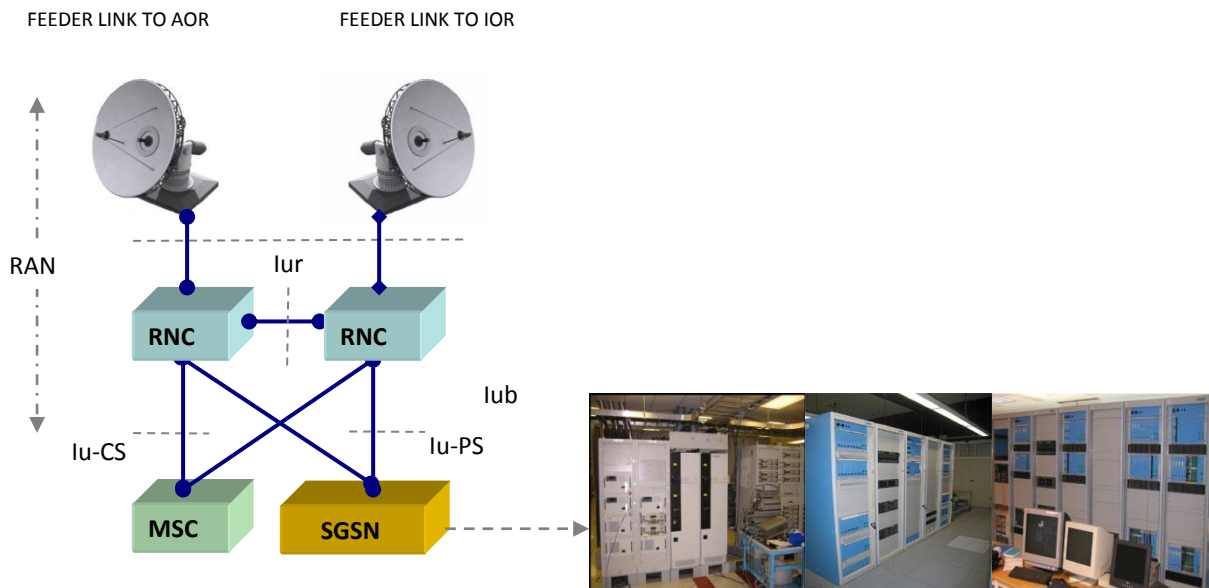 FEEDER LINK TO AOR
FEEDER LINK TO IOR
RAN
Iur
RNC
RNC
Iub
Iu-CS
Iu-PS
MSC
SGSN